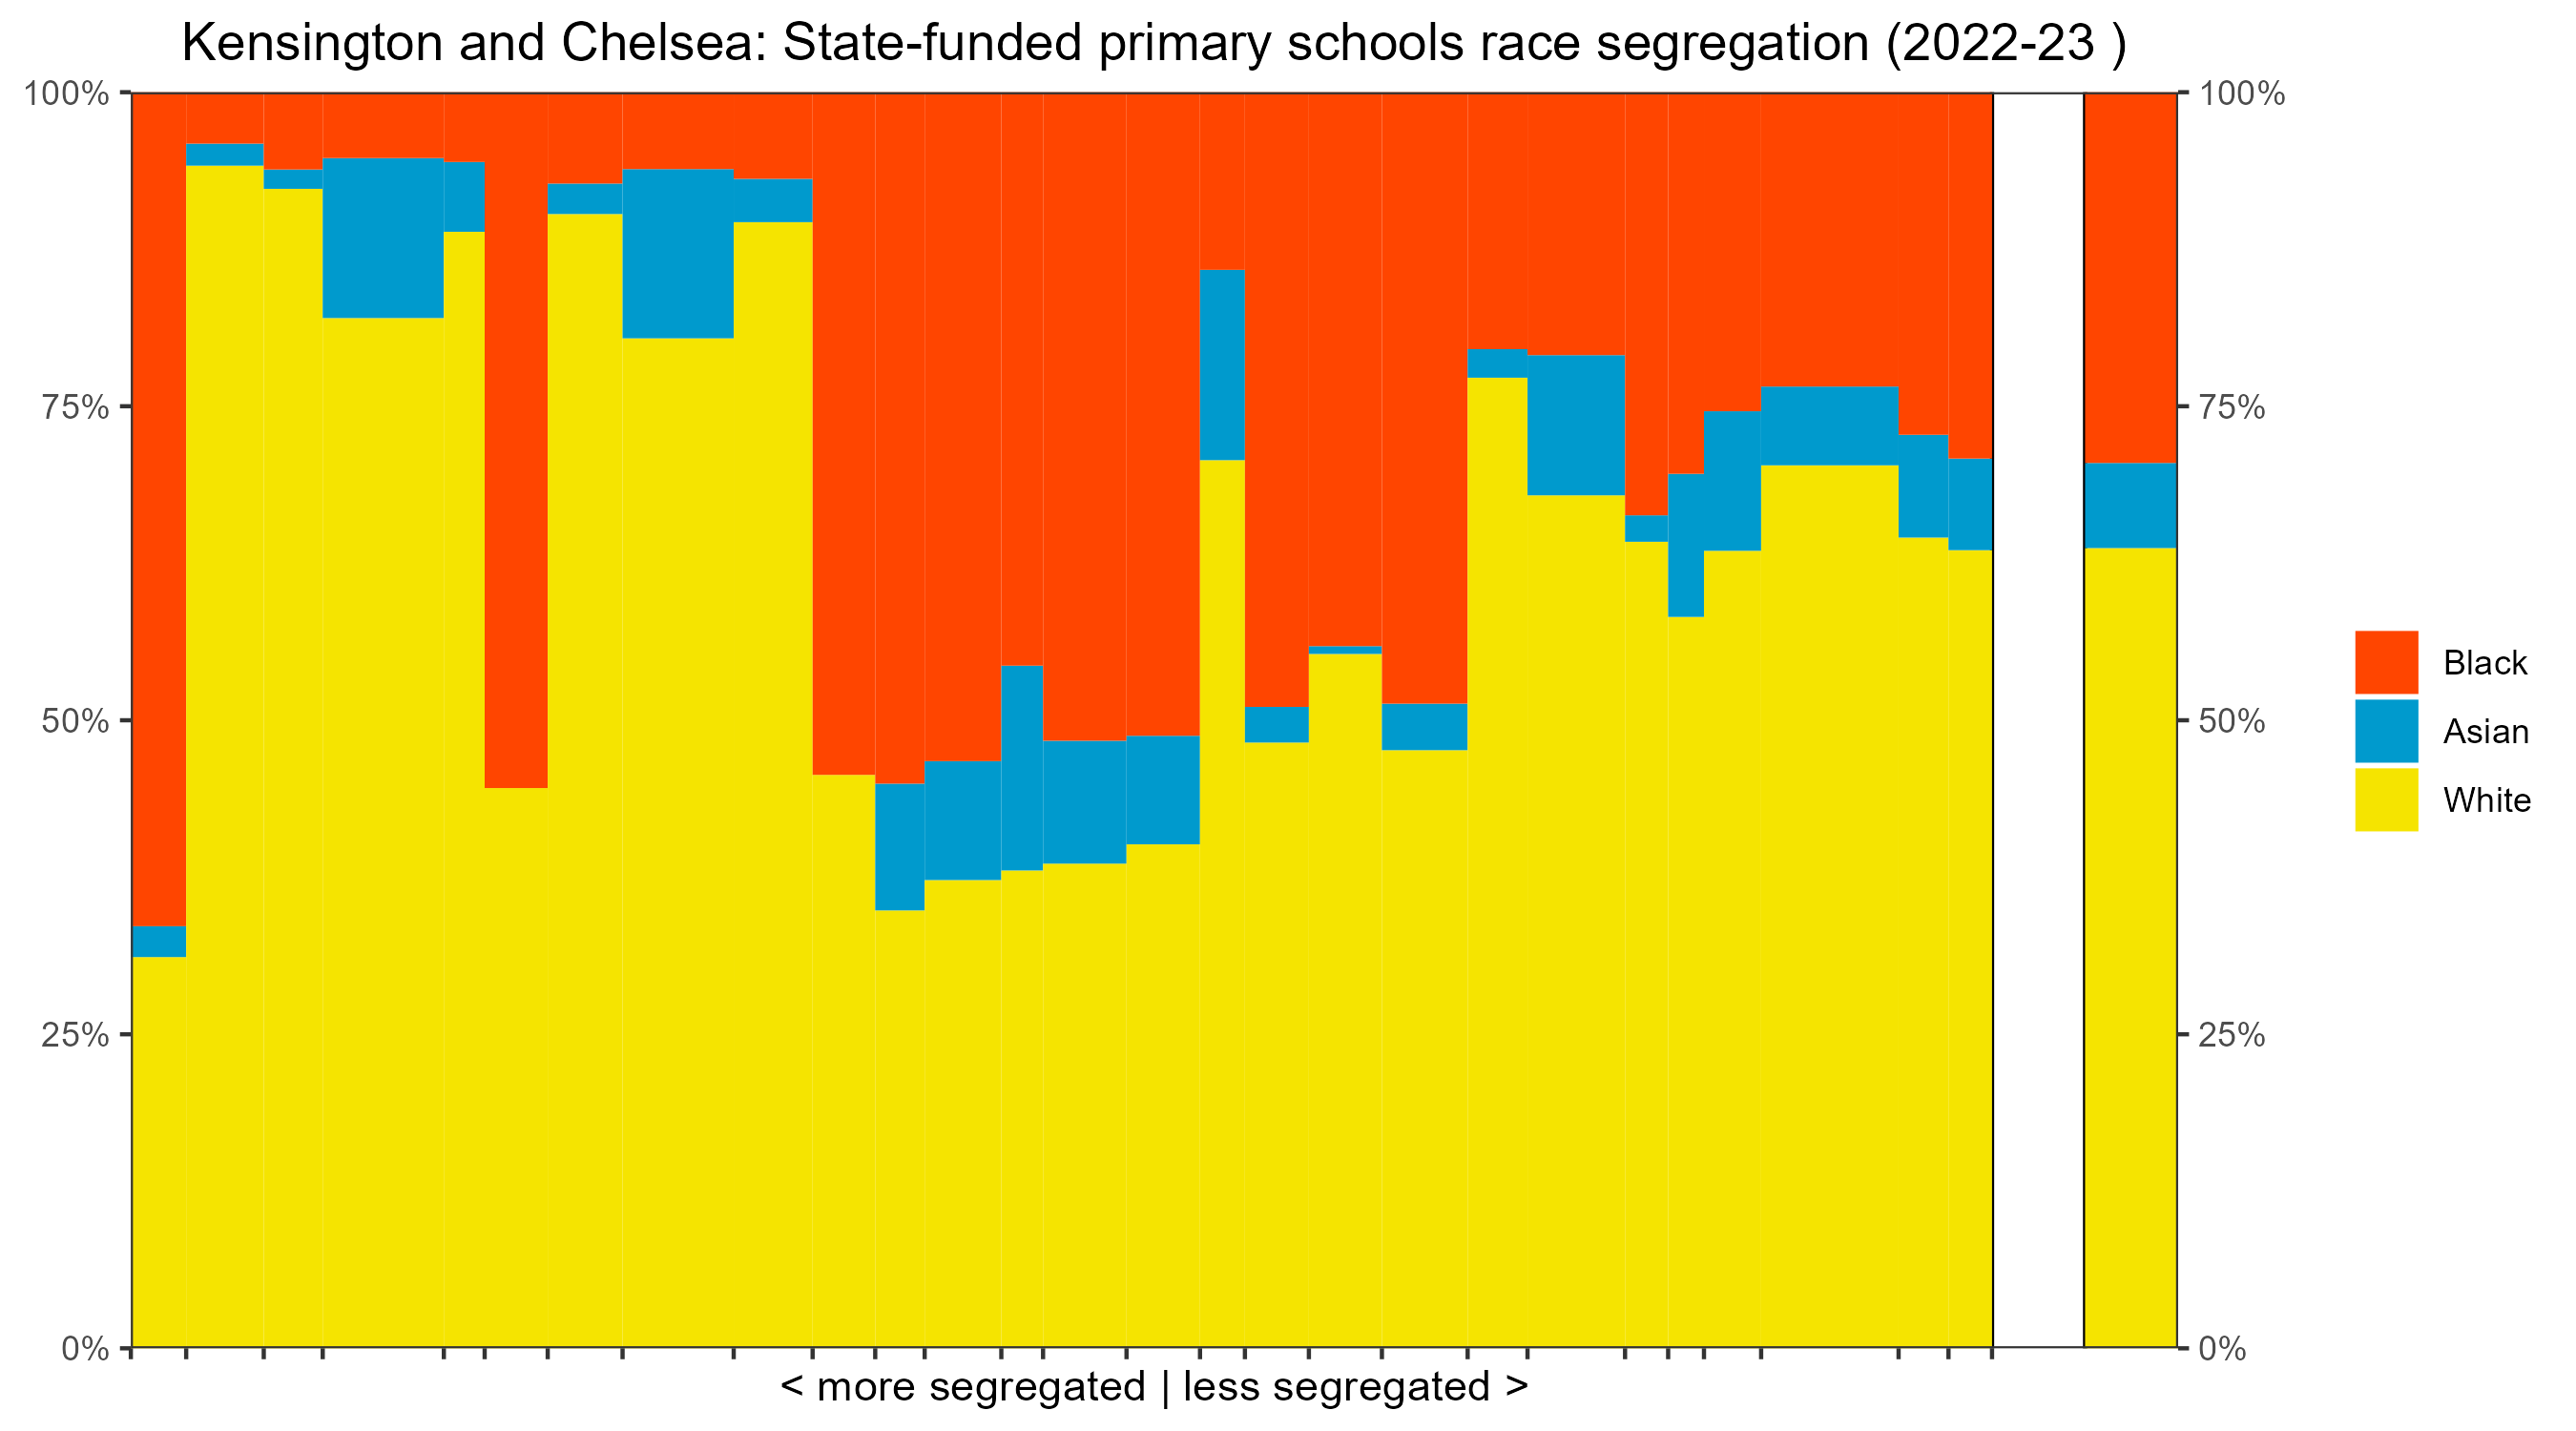 Kensington and Chelsea: State-funded primary schools race segregation (2022-23 )
100%
75%
50%
25%
0%
100%
75%
50%
25%
0%
Black
Asian
White
< more segregated | less segregated >